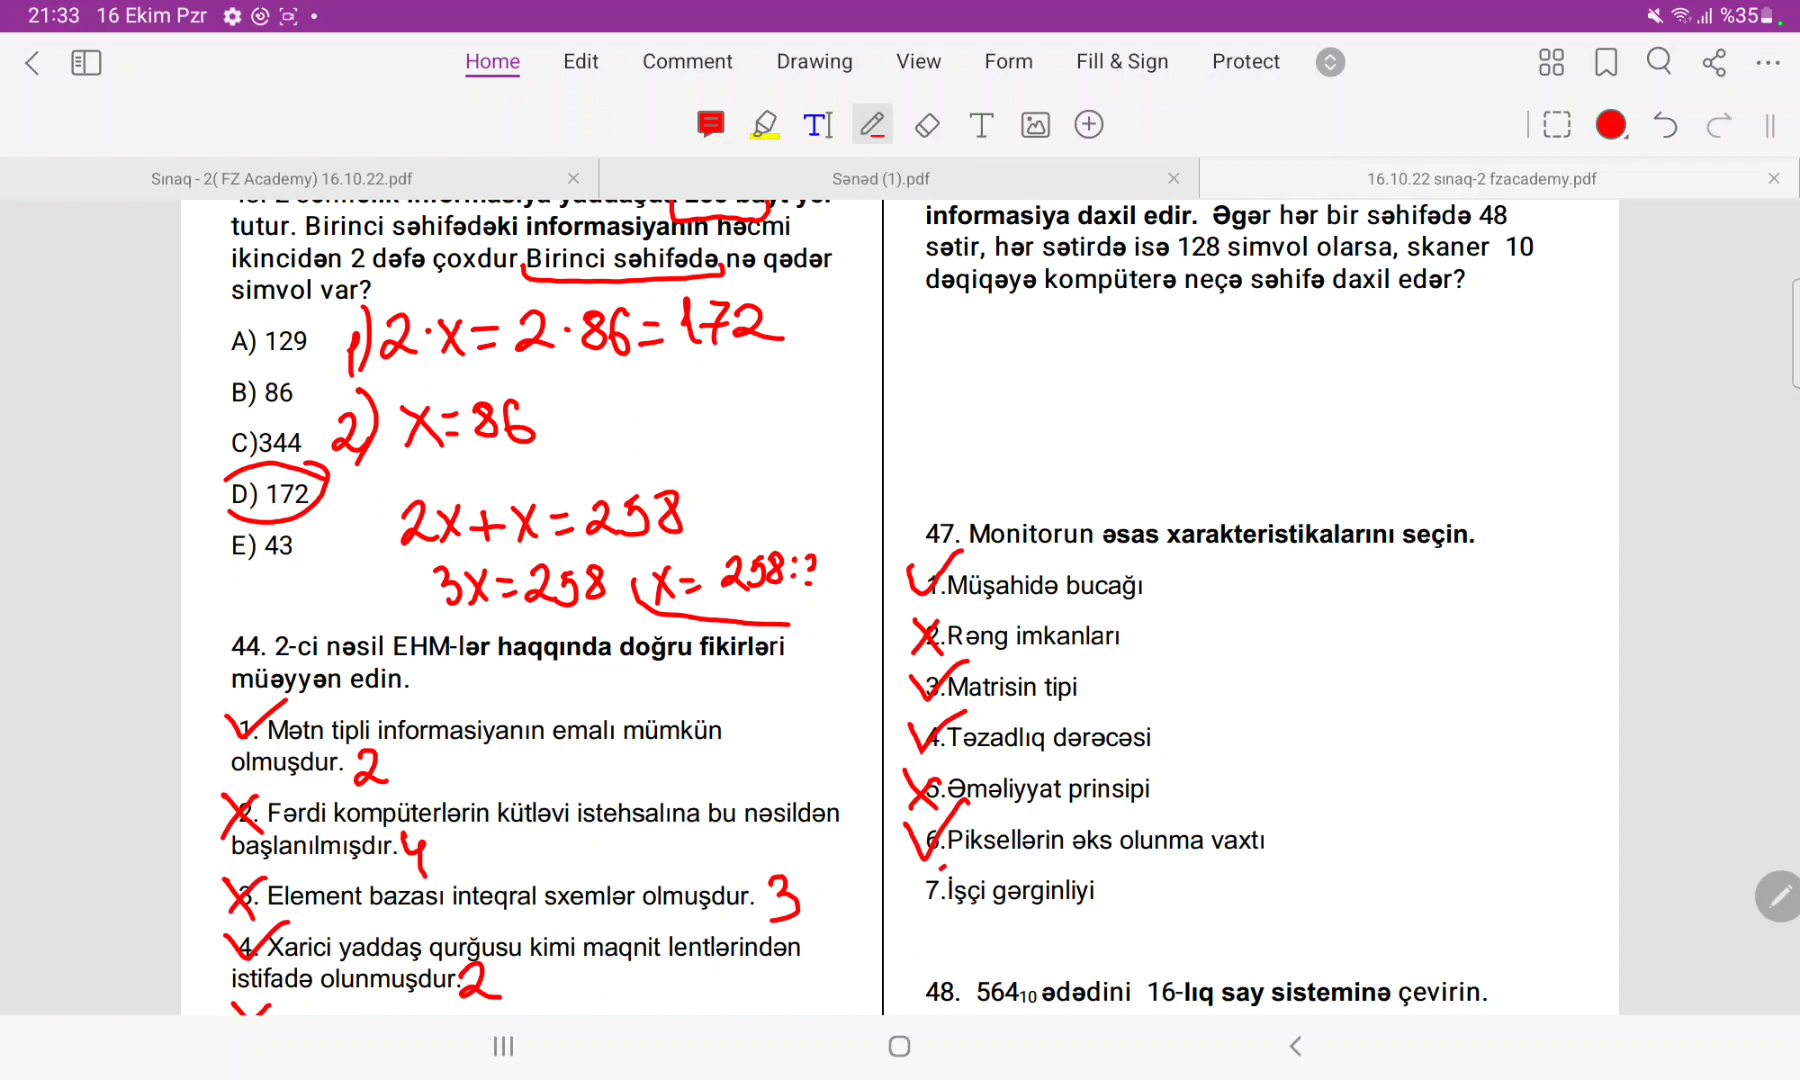 21:33 16 Ekim Pzr
%35
Home Edit Comment Drawing View Form Fill & Sign Protect
Sınaq - 2( FZ Academy) 16.10.22.pdf
Sənəd (1).pdf
16.10.22 sınaq-2 fzacademy.pdf
tutur. Birinci səhifədəki informasiyanın həcmi
ikincidən 2 dəfə çoxdur.Birinci səhifədə nə qədər
simvol var?
A) 129
1) 2·x=2·86=172
B) 86
2) x=86
C)344
D) 172
2x+x=258
E) 43
3x=258 x=258:3
44. 2-ci nəsil EHM-lər haqqında doğru fikirləri
müəyyən edin.
1. Mətn tipli informasiyanın emalı mümkün
olmuşdur. 2
2. Fərdi kompüterlərin kütləvi istehsalına bu nəsildən
başlanılmışdır. 4
3. Element bazası inteqral sxemlər olmuşdur. 3
4. Xarici yaddaş qurğusu kimi maqnit lentlərindən
istifadə olunmuşdur. 2
informasiya daxil edir. Əgər hər bir səhifədə 48
sətir, hər sətirdə isə 128 simvol olarsa, skaner 10
dəqiqəyə kompüterə neçə səhifə daxil edər?
47. Monitorun əsas xarakteristikalarını seçin.
1.Müşahidə bucağı
2.Rəng imkanları
3.Matrisin tipi
4.Təzadlıq dərəcəsi
5.Əməliyyat prinsipi
6.Piksellərin əks olunma vaxtı
7.İşçi gərginliyi
48. 564₁₀ ədədini 16-lıq say sisteminə çevirin.